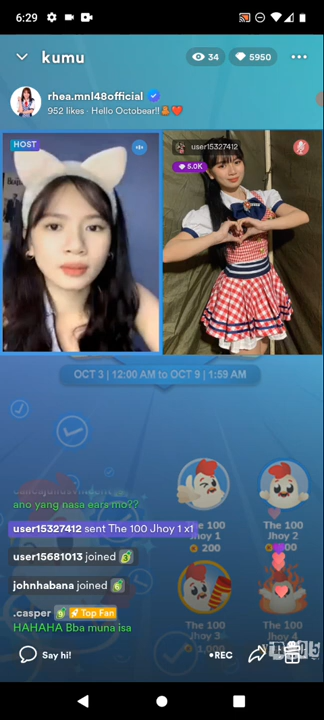 6:29
kumu
34
5950
rhea.mnl48official
952 likes · Hello Octobear!!
HOST
user15327412
5.0K
OCT 3 | 12:00 AM to OCT 9 | 1:59 AM
ano yang nasa ears mo??
user15327412 sent The 100 Jhoy 1 x1
user15681013 joined
johnhabana joined
.casper 9 Top Fan
HAHAHA Bba muna isa
The 100
Jhoy 1
200
The 100
Jhoy 2
The 100
Jhoy 3
1,000
The 100
Jhoy 4
Say hi!
•REC